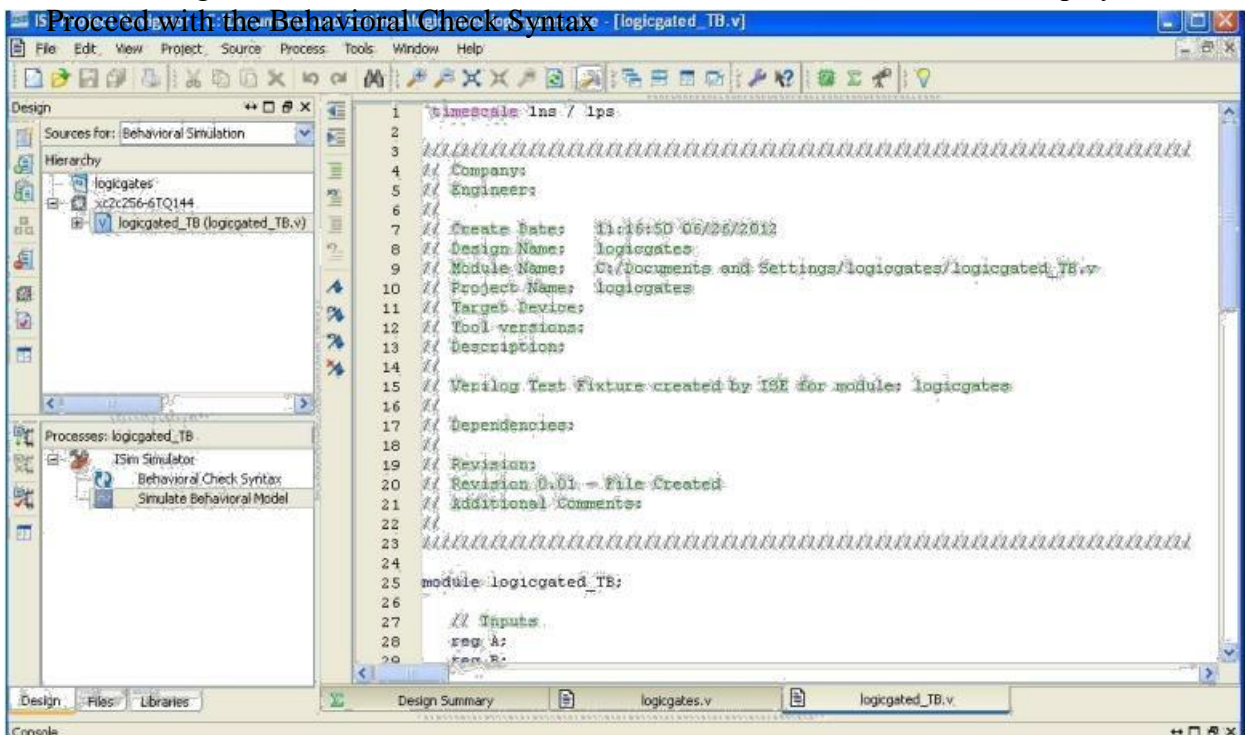 Proceed with the Behavioral Check Syntax
- [logicgated_TB.v]
File Edit View Project Source Process Tools Window Help
Design
Sources for: Behavioral Simulation
Hierarchy
logicgates
xc2c256-6TQ144
logicgated_TB (logicgated_TB.v)
Processes: logicgated_TB
ISim Simulator
Behavioral Check Syntax
Simulate Behavioral Model
Design Files Libraries
1 `timescale 1ns / 1ps
2
3 ////////////////////////////////////////////////////////////////////////////////
4 // Company:
5 // Engineer:
6 //
7 // Create Date: 11:16:50 06/26/2012
8 // Design Name: logicgates
9 // Module Name: C:/Documents and Settings/logicgates/logicgated_TB.v
10 // Project Name: logicgates
11 // Target Device:
12 // Tool versions:
13 // Description:
14 //
15 // Verilog Test Fixture created by ISE for module: logicgates
16 //
17 // Dependencies:
18 //
19 // Revision:
20 // Revision 0.01 - File Created
21 // Additional Comments:
22 //
23 ////////////////////////////////////////////////////////////////////////////////
24
25 module logicgated_TB;
26
27 // Inputs
28 reg A;
29 reg B;
Design Summary logicgates.v logicgated_TB.v
Console